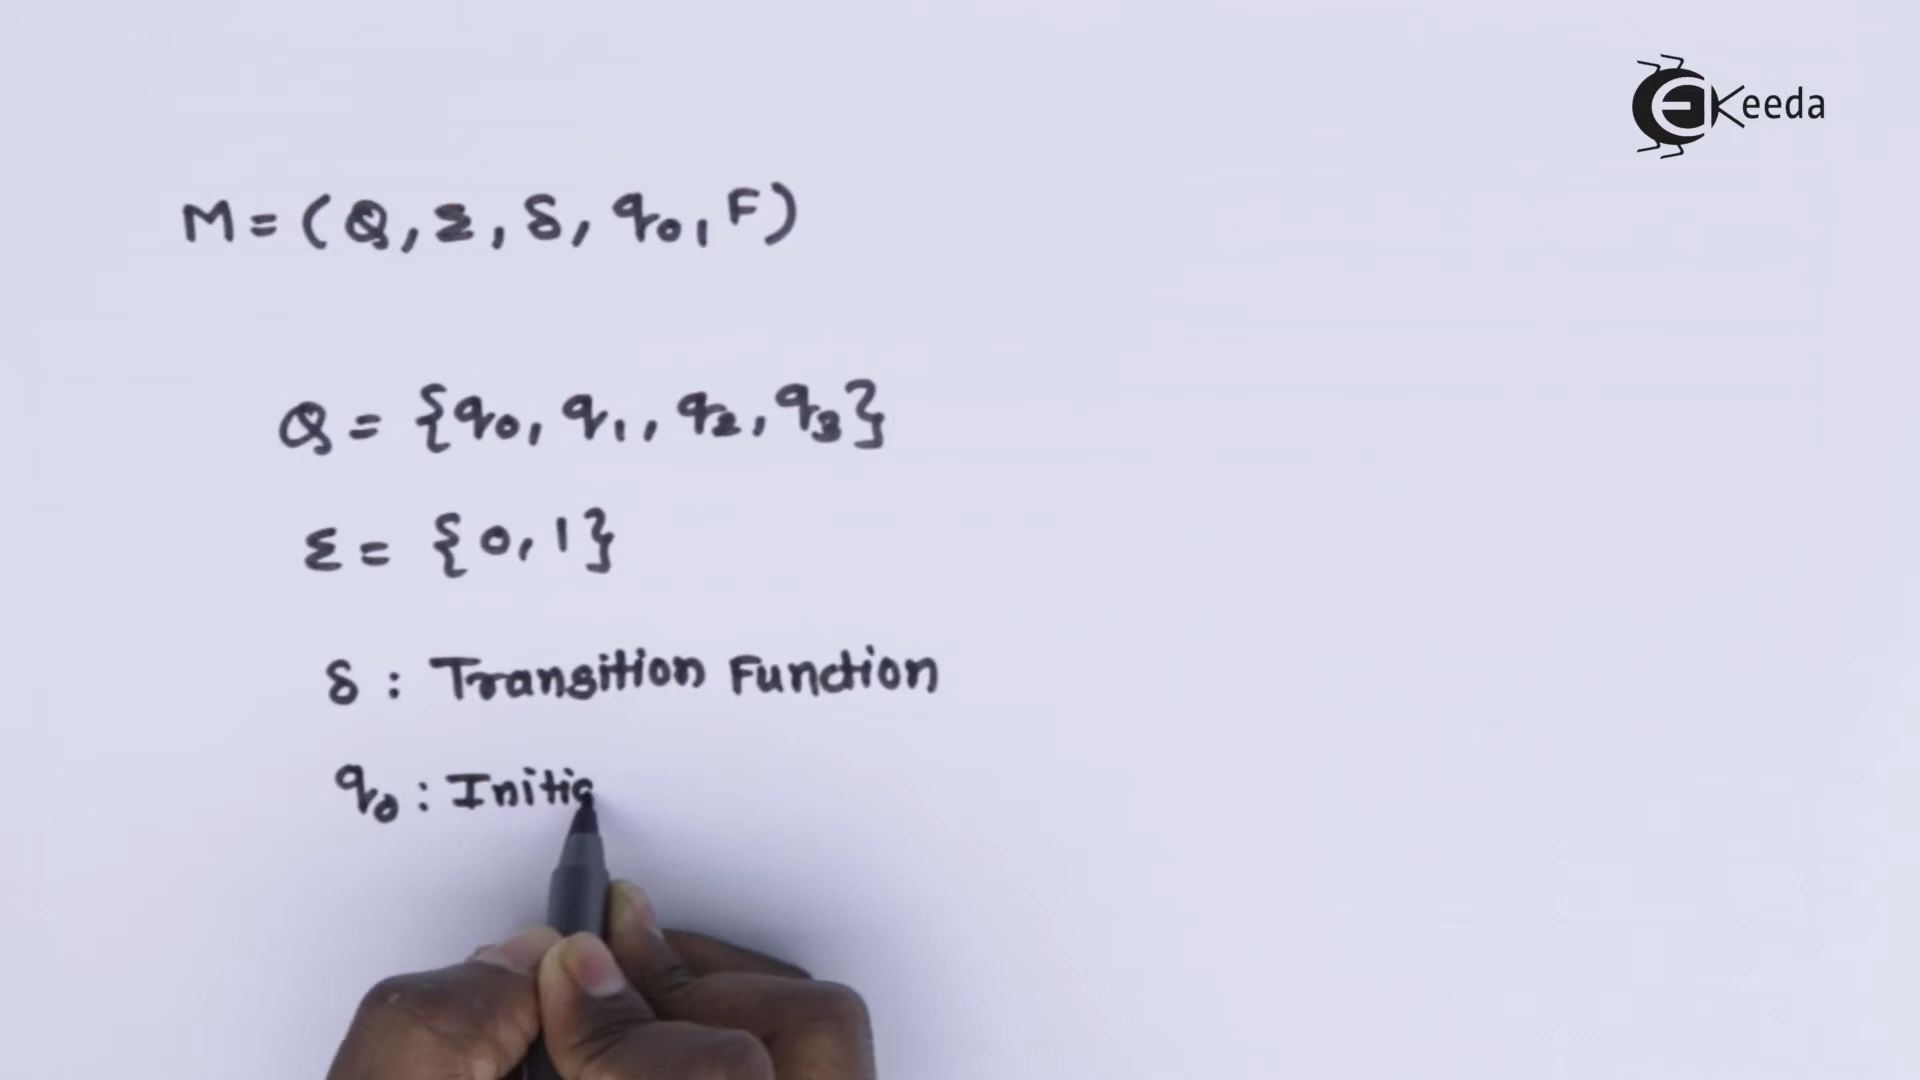 Keeda
M = (Q, Σ, δ, q₀, F)
Q = {q₀, q₁, q₂, q₃}
Σ = {0, 1}
δ : Transition Function
q₀ : Initia